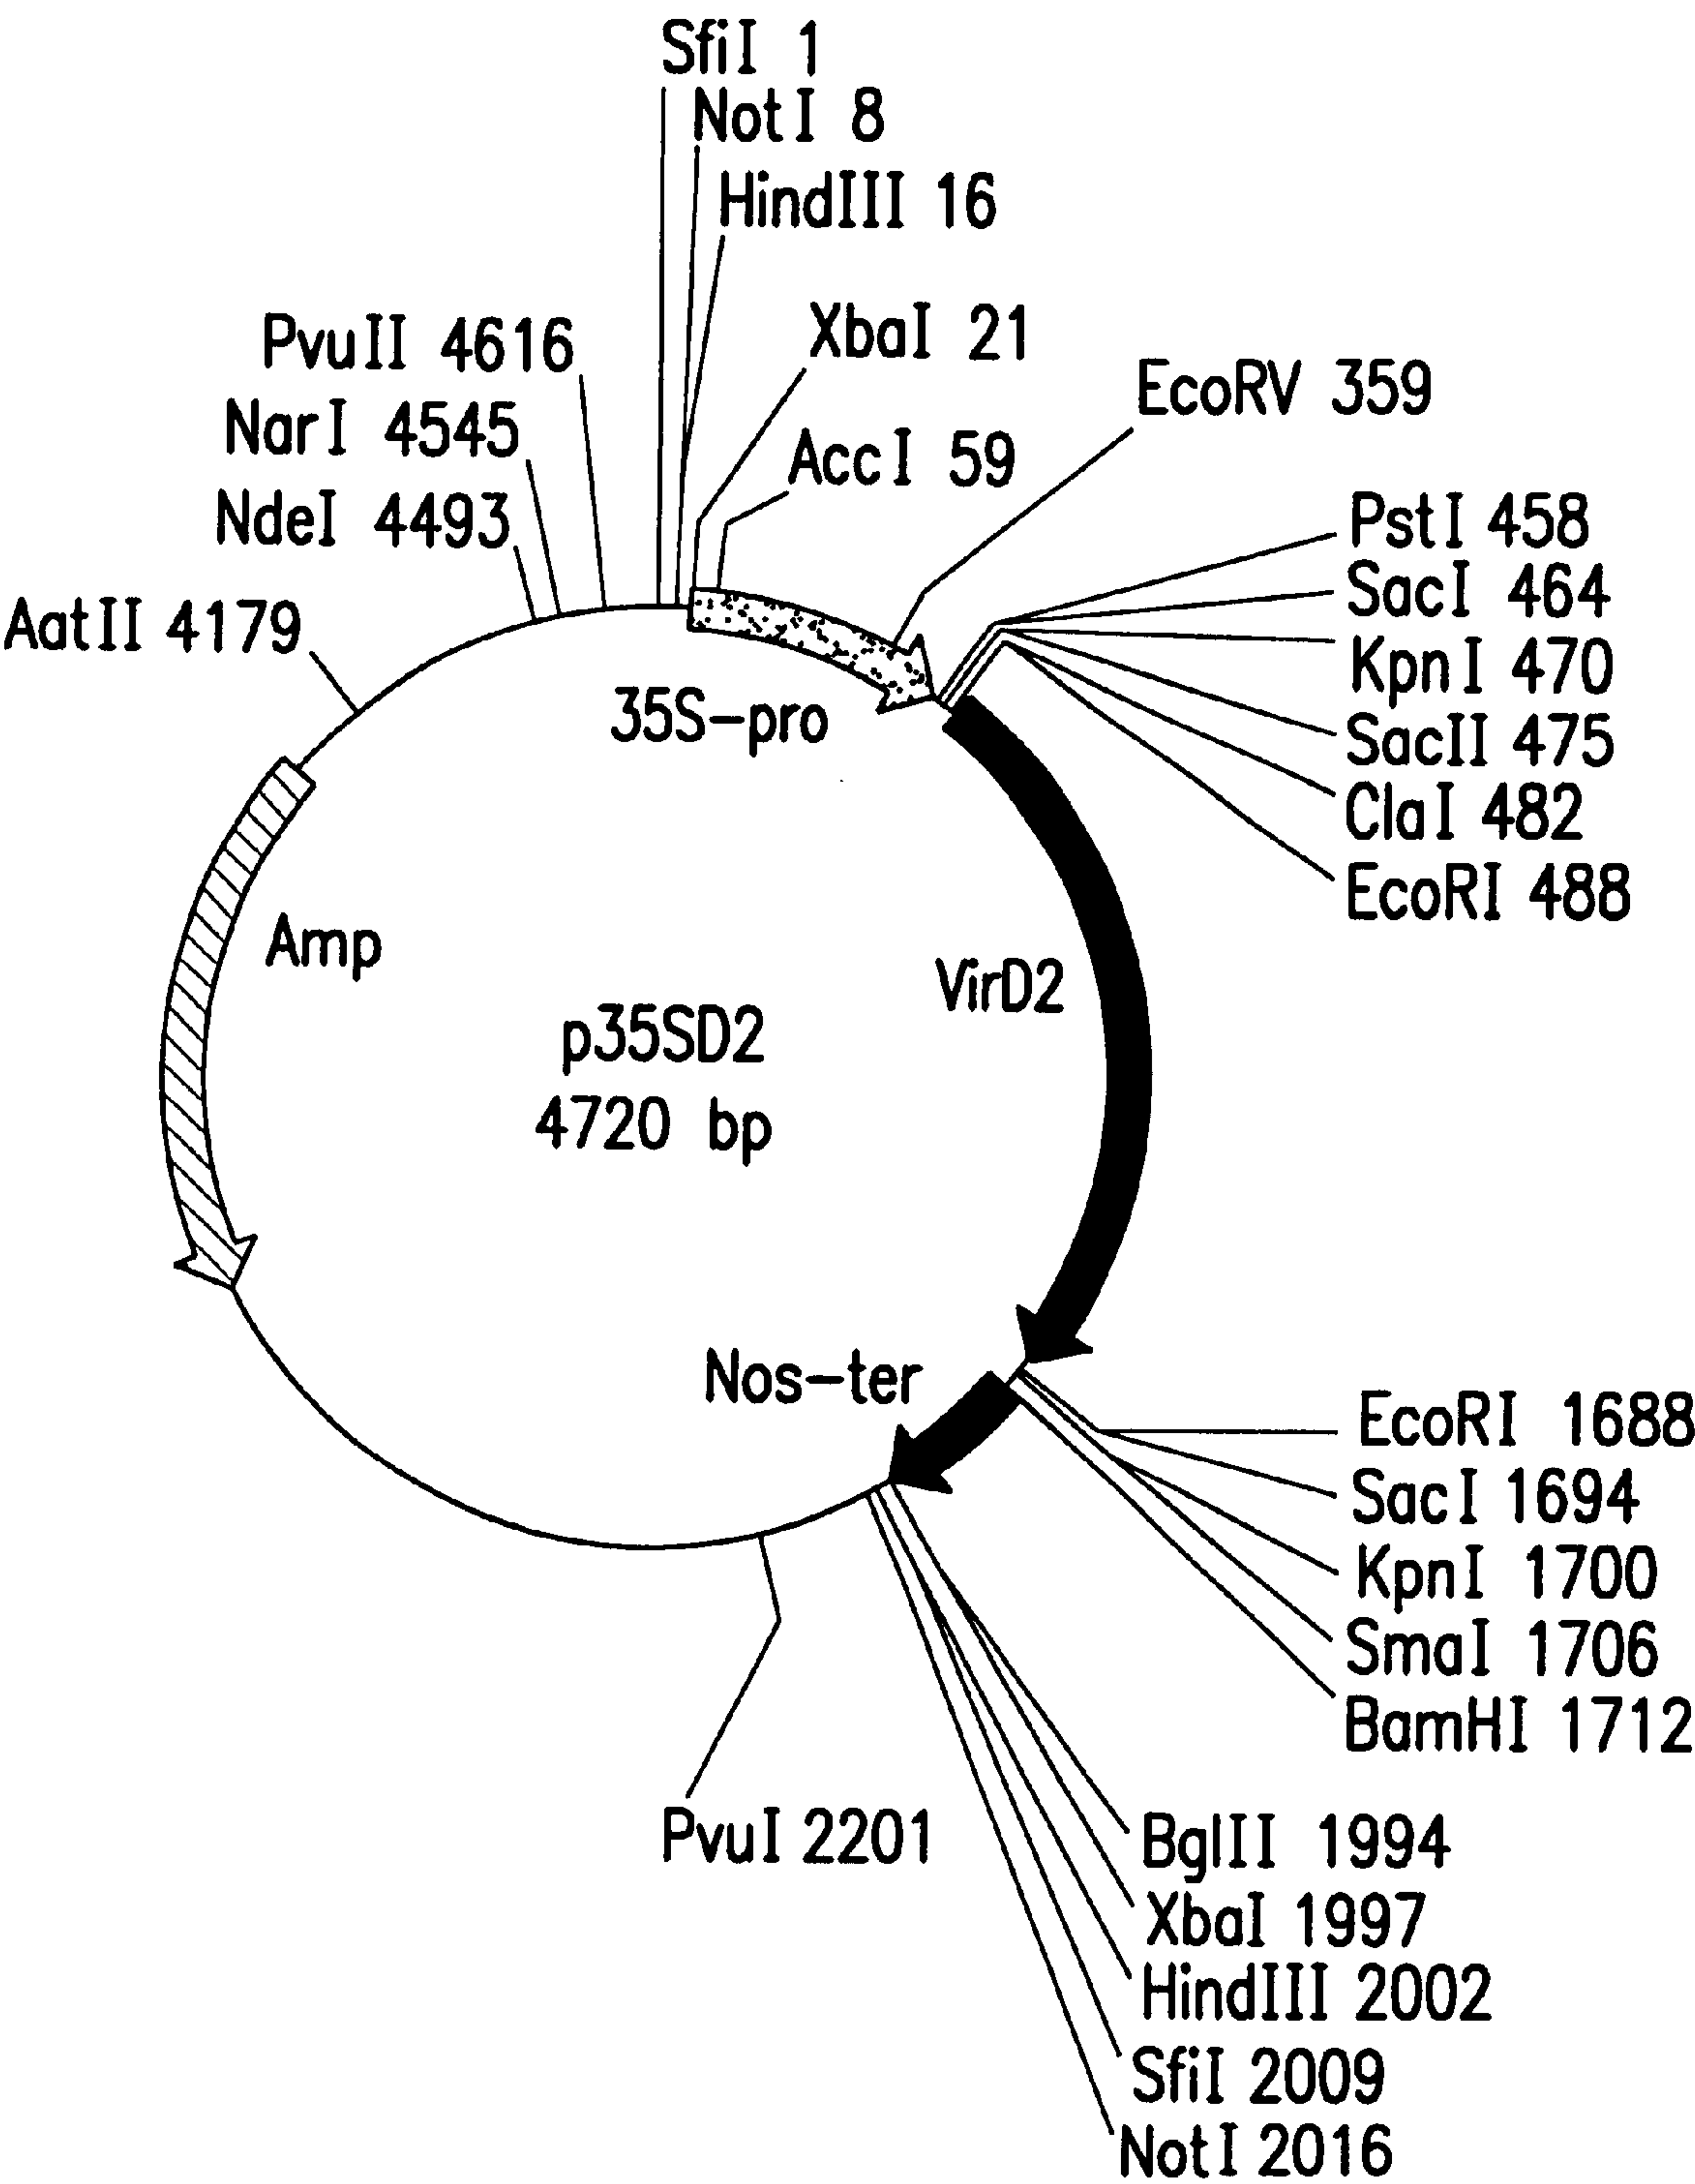 SfiI 1
NotI 8
HindIII 16
XbaI 21
AccI 59
EcoRV 359
PstI 458
SacI 464
KpnI 470
SacII 475
ClaI 482
EcoRI 488
PvuII 4616
NarI 4545
NdeI 4493
AatII 4179
35S-pro
Amp
VirD2
p35SD2
4720 bp
Nos-ter
EcoRI 1688
SacI 1694
KpnI 1700
SmaI 1706
BamHI 1712
PvuI 2201
BglII 1994
XbaI 1997
HindIII 2002
SfiI 2009
NotI 2016